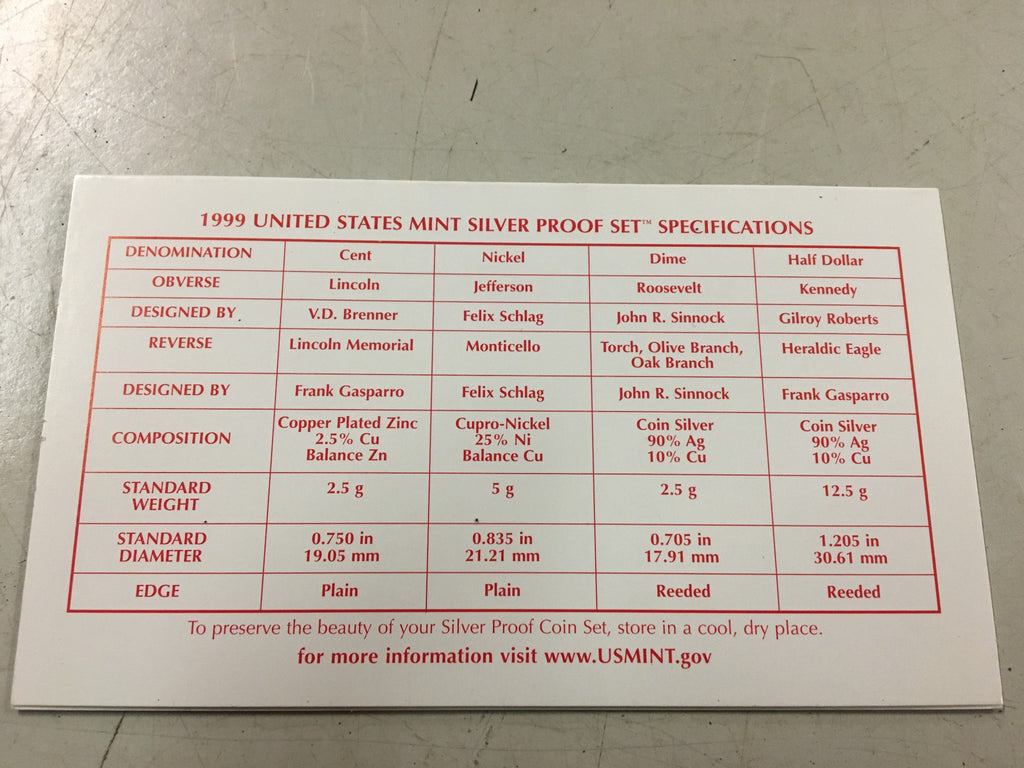 1999 UNITED STATES MINT SILVER PROOF SET™ SPECIFICATIONS
DENOMINATION Cent Nickel Dime Half Dollar
OBVERSE Lincoln Jefferson Roosevelt Kennedy
DESIGNED BY V.D. Brenner Felix Schlag John R. Sinnock Gilroy Roberts
REVERSE Lincoln Memorial Monticello Torch, Olive Branch, Heraldic Eagle
Oak Branch
DESIGNED BY Frank Gasparro Felix Schlag John R. Sinnock Frank Gasparro
Copper Plated Zinc Cupro-Nickel Coin Silver Coin Silver
COMPOSITION 2.5% Cu 25% Ni 90% Ag 90% Ag
Balance Zn Balance Cu 10% Cu 10% Cu
STANDARD 2.5 g 5 g 2.5 g 12.5 g
WEIGHT
STANDARD 0.750 in 0.835 in 0.705 in 1.205 in
DIAMETER 19.05 mm 21.21 mm 17.91 mm 30.61 mm
EDGE Plain Plain Reeded Reeded
To preserve the beauty of your Silver Proof Coin Set, store in a cool, dry place.
for more information visit www.USMINT.gov